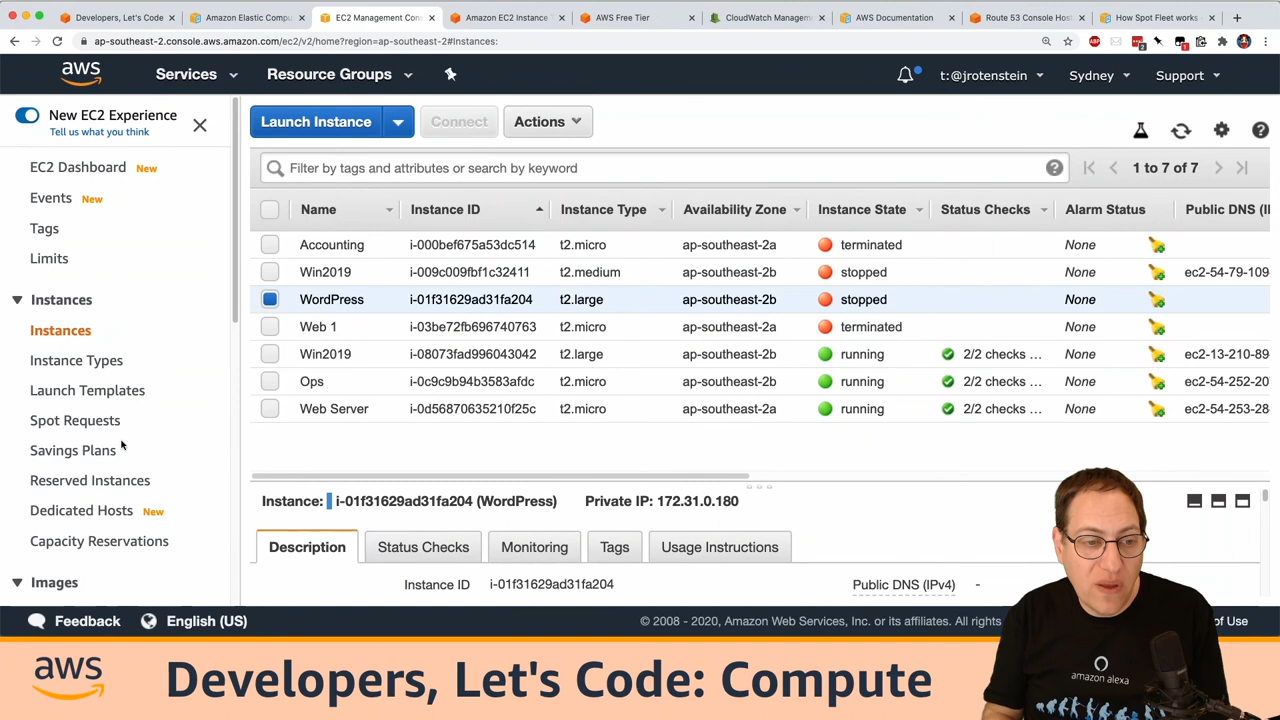 Developers, Let's Code
Amazon Elastic Compu
EC2 Management Con
Amazon EC2 Instance
AWS Free Tier
CloudWatch Managem
AWS Documentation
Route 53 Console Hos
How Spot Fleet works
ap-southeast-2.console.aws.amazon.com/ec2/v2/home?region=ap-southeast-2#Instances:
aws
Services
Resource Groups
t:@jrotenstein
Sydney
Support
New EC2 Experience
Tell us what you think
EC2 Dashboard New
Events New
Tags
Limits
Instances
Instances
Instance Types
Launch Templates
Spot Requests
Savings Plans
Reserved Instances
Dedicated Hosts New
Capacity Reservations
Images
Launch Instance
Connect
Actions
Filter by tags and attributes or search by keyword
1 to 7 of 7
Name Instance ID Instance Type Availability Zone Instance State Status Checks Alarm Status Public DNS (I
Accounting i-000bef675a53dc514 t2.micro ap-southeast-2a terminated None
Win2019 i-009c009fbf1c32411 t2.medium ap-southeast-2b stopped None ec2-54-79-109
WordPress i-01f31629ad31fa204 t2.large ap-southeast-2b stopped None
Web 1 i-03be72fb696740763 t2.micro ap-southeast-2a terminated None
Win2019 i-08073fad996043042 t2.large ap-southeast-2b running 2/2 checks ... None ec2-13-210-89-
Ops i-0c9c9b94b3583afdc t2.micro ap-southeast-2b running 2/2 checks ... None ec2-54-252-20
Web Server i-0d56870635210f25c t2.micro ap-southeast-2a running 2/2 checks ... None ec2-54-253-28
Instance: i-01f31629ad31fa204 (WordPress) Private IP: 172.31.0.180
Description
Status Checks
Monitoring
Tags
Usage Instructions
Instance ID i-01f31629ad31fa204 Public DNS (IPv4) -
Feedback
English (US)
© 2008 - 2020, Amazon Web Services, Inc. or its affiliates. All rights
of Use
amazon alexa
aws
Developers, Let's Code: Compute